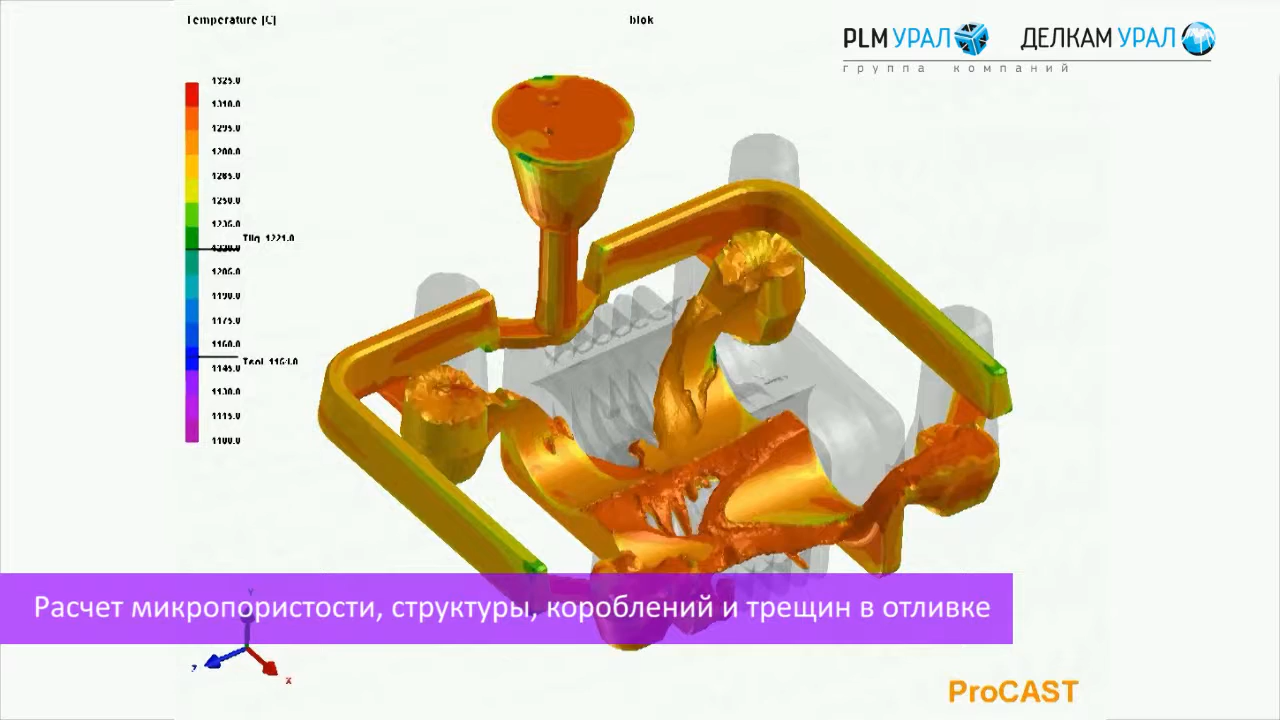 Temperature [C]
blok
PLM УРАЛ
ДЕЛКАМ УРАЛ
группа компаний
1325.0
1310.0
1295.0
1265.0
1250.0
Tliq 1221.0
1190.0
1175.0
1160.0
1145.0
1130.0
1115.0
1100.0
Расчет микропористости, структуры, короблений и трещин в отливке
Y
Z
X
ProCAST